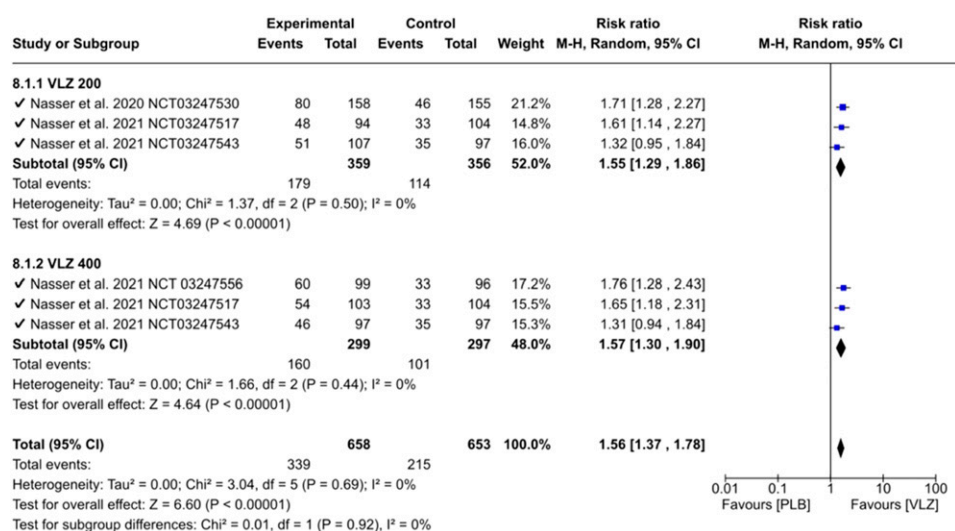 Experimental Control Risk ratio Risk ratio
Study or Subgroup Events Total Events Total Weight M-H, Random, 95% CI M-H, Random, 95% CI
8.1.1 VLZ 200
✓ Nasser et al. 2020 NCT03247530 80 158 46 155 21.2% 1.71 [1.28 , 2.27]
✓ Nasser et al. 2021 NCT03247517 48 94 33 104 14.8% 1.61 [1.14 , 2.27]
✓ Nasser et al. 2021 NCT03247543 51 107 35 97 16.0% 1.32 [0.95 , 1.84]
Subtotal (95% CI) 359 356 52.0% 1.55 [1.29 , 1.86]
Total events: 179 114
Heterogeneity: Tau² = 0.00; Chi² = 1.37, df = 2 (P = 0.50); I² = 0%
Test for overall effect: Z = 4.69 (P < 0.00001)
8.1.2 VLZ 400
✓ Nasser et al. 2021 NCT 03247556 60 99 33 96 17.2% 1.76 [1.28 , 2.43]
✓ Nasser et al. 2021 NCT03247517 54 103 33 104 15.5% 1.65 [1.18 , 2.31]
✓ Nasser et al. 2021 NCT03247543 46 97 35 97 15.3% 1.31 [0.94 , 1.84]
Subtotal (95% CI) 299 297 48.0% 1.57 [1.30 , 1.90]
Total events: 160 101
Heterogeneity: Tau² = 0.00; Chi² = 1.66, df = 2 (P = 0.44); I² = 0%
Test for overall effect: Z = 4.64 (P < 0.00001)
Total (95% CI) 658 653 100.0% 1.56 [1.37 , 1.78]
Total events: 339 215
Heterogeneity: Tau² = 0.00; Chi² = 3.04, df = 5 (P = 0.69); I² = 0%
0.01 0.1 1 10 100
Test for overall effect: Z = 6.60 (P < 0.00001) Favours [PLB] Favours [VLZ]
Test for subgroup differences: Chi² = 0.01, df = 1 (P = 0.92), I² = 0%